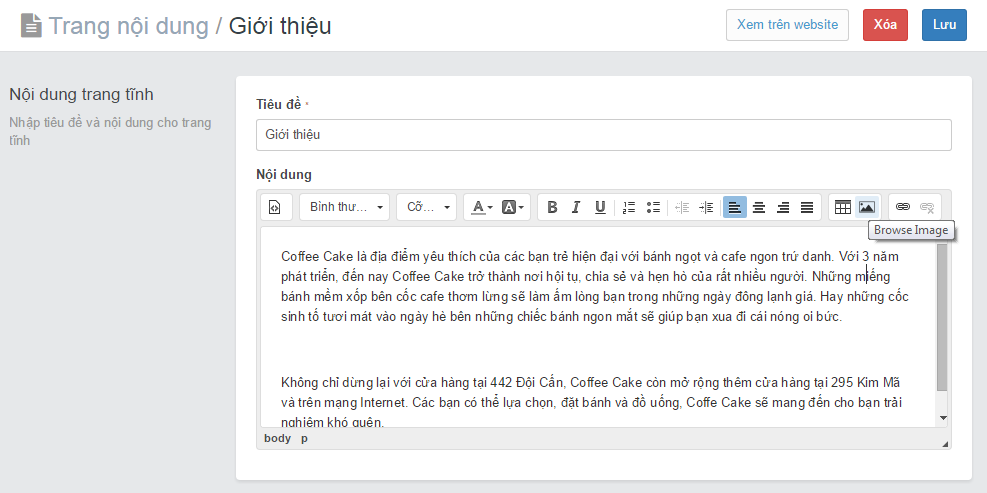 Trang nội dung / Giới thiệu
Xem trên website
Xóa
Lưu
Nội dung trang tĩnh
Nhập tiêu đề và nội dung cho trang
tĩnh
Tiêu đề *
Giới thiệu
Nội dung
Bình thư...
Cỡ...
A
A
B I U
Browse Image
Coffee Cake là địa điểm yêu thích của các bạn trẻ hiện đại với bánh ngọt và cafe ngon trứ danh. Với 3 năm
phát triển, đến nay Coffee Cake trở thành nơi hội tụ, chia sẻ và hẹn hò của rất nhiều người. Những miếng
bánh mềm xốp bên cốc cafe thơm lừng sẽ làm ấm lòng bạn trong những ngày đông lạnh giá. Hay những cốc
sinh tố tươi mát vào ngày hè bên những chiếc bánh ngon mắt sẽ giúp bạn xua đi cái nóng oi bức.
Không chỉ dừng lại với cửa hàng tại 442 Đội Cấn, Coffee Cake còn mở rộng thêm cửa hàng tại 295 Kim Mã
và trên mạng Internet. Các bạn có thể lựa chọn, đặt bánh và đồ uống, Coffe Cake sẽ mang đến cho bạn trải
nghiệm khó quên.
body p